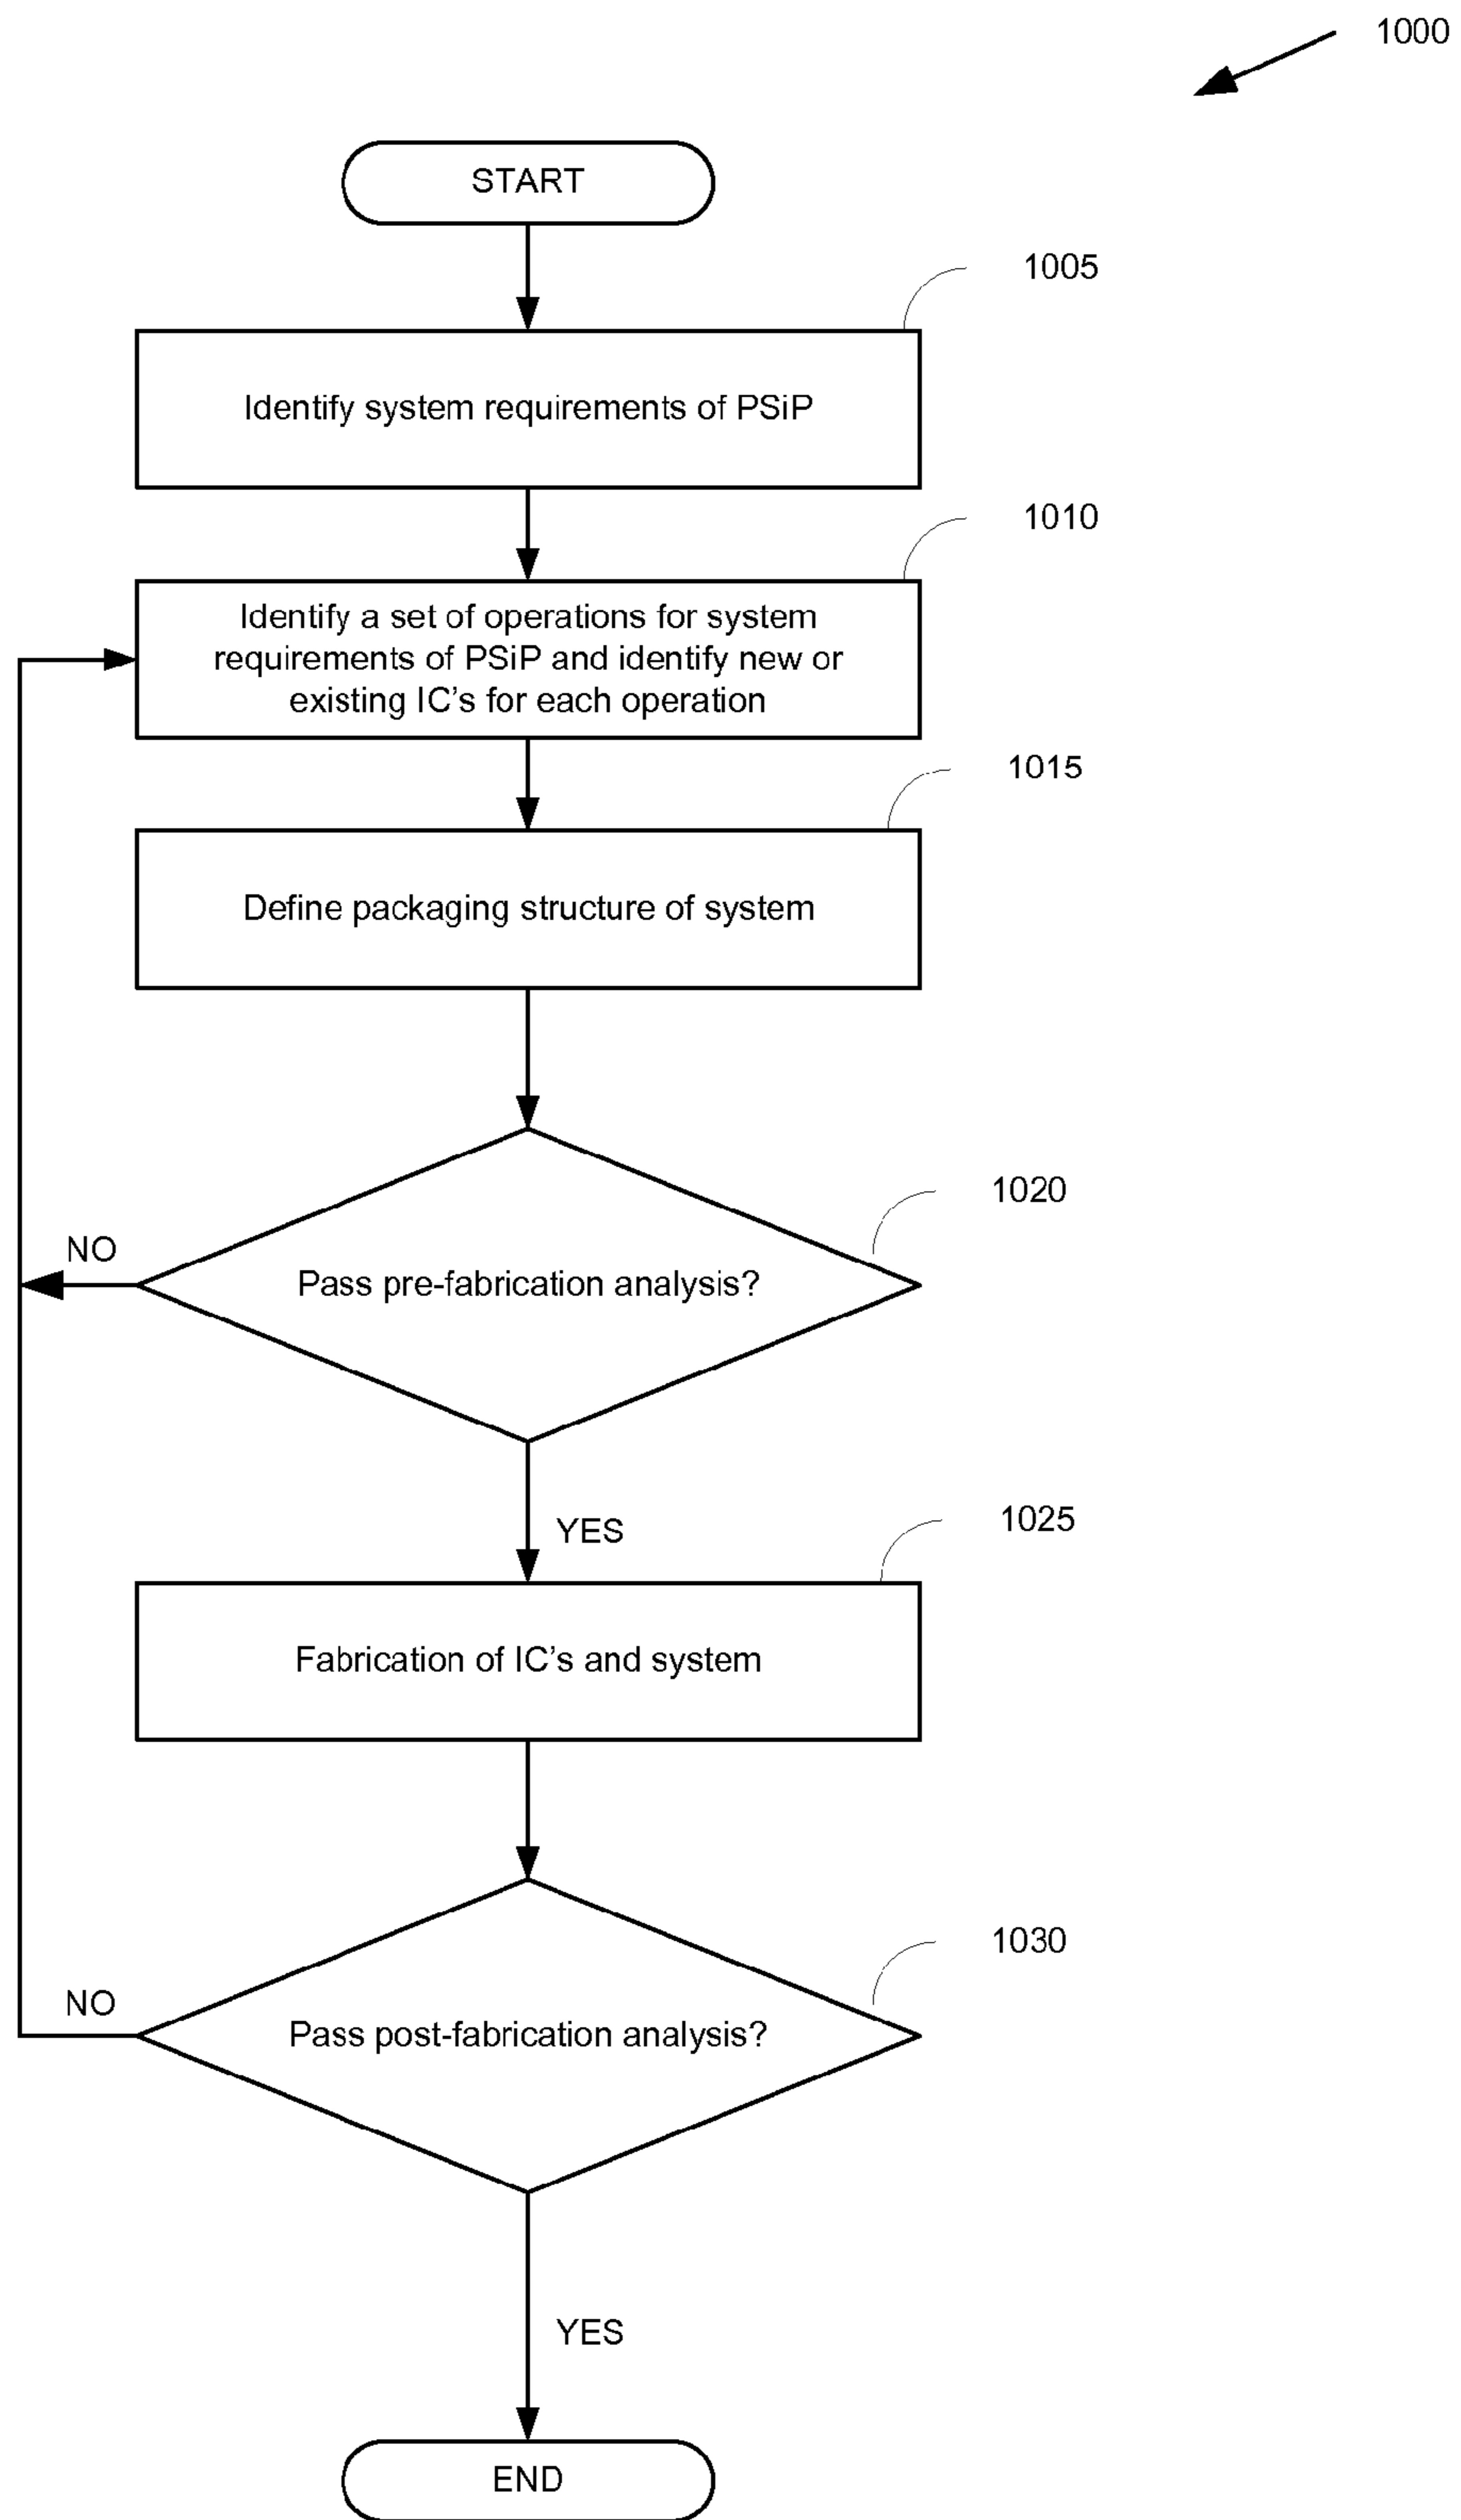 1000
START
1005
Identify system requirements of PSiP
1010
Identify a set of operations for system
requirements of PSiP and identify new or
existing IC's for each operation
1015
Define packaging structure of system
1020
NO
Pass pre-fabrication analysis?
YES
1025
Fabrication of IC's and system
1030
NO
Pass post-fabrication analysis?
YES
END